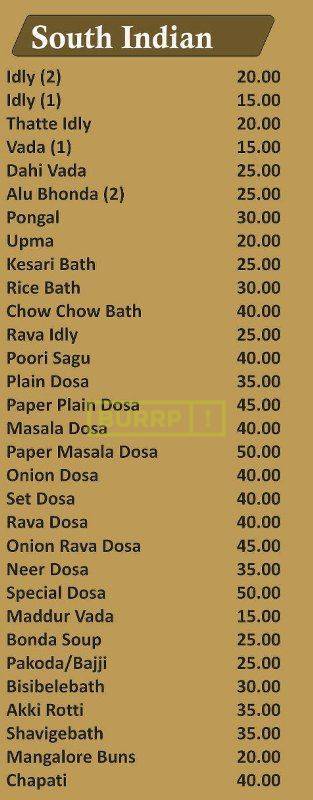 South Indian
Idly (2) 20.00
Idly (1) 15.00
Thatte Idly 20.00
Vada (1) 15.00
Dahi Vada 25.00
Alu Bhonda (2) 25.00
Pongal 30.00
Upma 20.00
Kesari Bath 25.00
Rice Bath 30.00
Chow Chow Bath 40.00
Rava Idly 25.00
Poori Sagu 40.00
Plain Dosa 35.00
Paper Plain Dosa 45.00
BURRP !
Masala Dosa 40.00
Paper Masala Dosa 50.00
Onion Dosa 40.00
Set Dosa 40.00
Rava Dosa 40.00
Onion Rava Dosa 45.00
Neer Dosa 35.00
Special Dosa 50.00
Maddur Vada 15.00
Bonda Soup 25.00
Pakoda/Bajji 25.00
Bisibelebath 30.00
Akki Rotti 35.00
Shavigebath 35.00
Mangalore Buns 20.00
Chapati 40.00